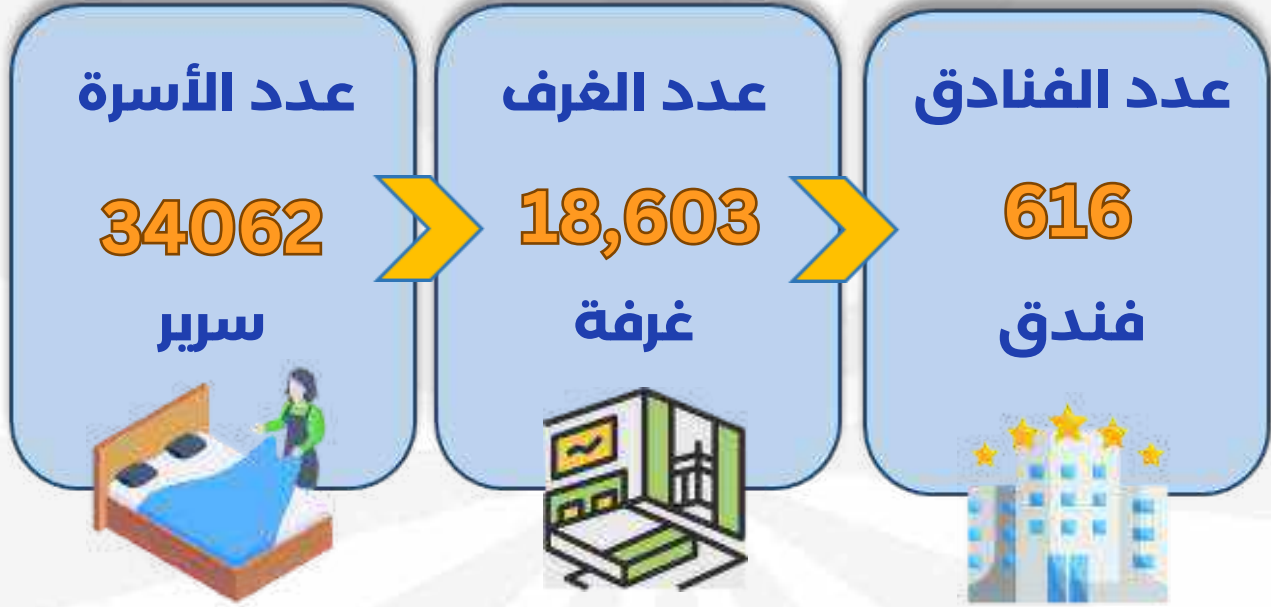 عدد الفنادق
616
فندق
عدد الغرف
18,603
غرفة
عدد الأسرة
34062
سرير